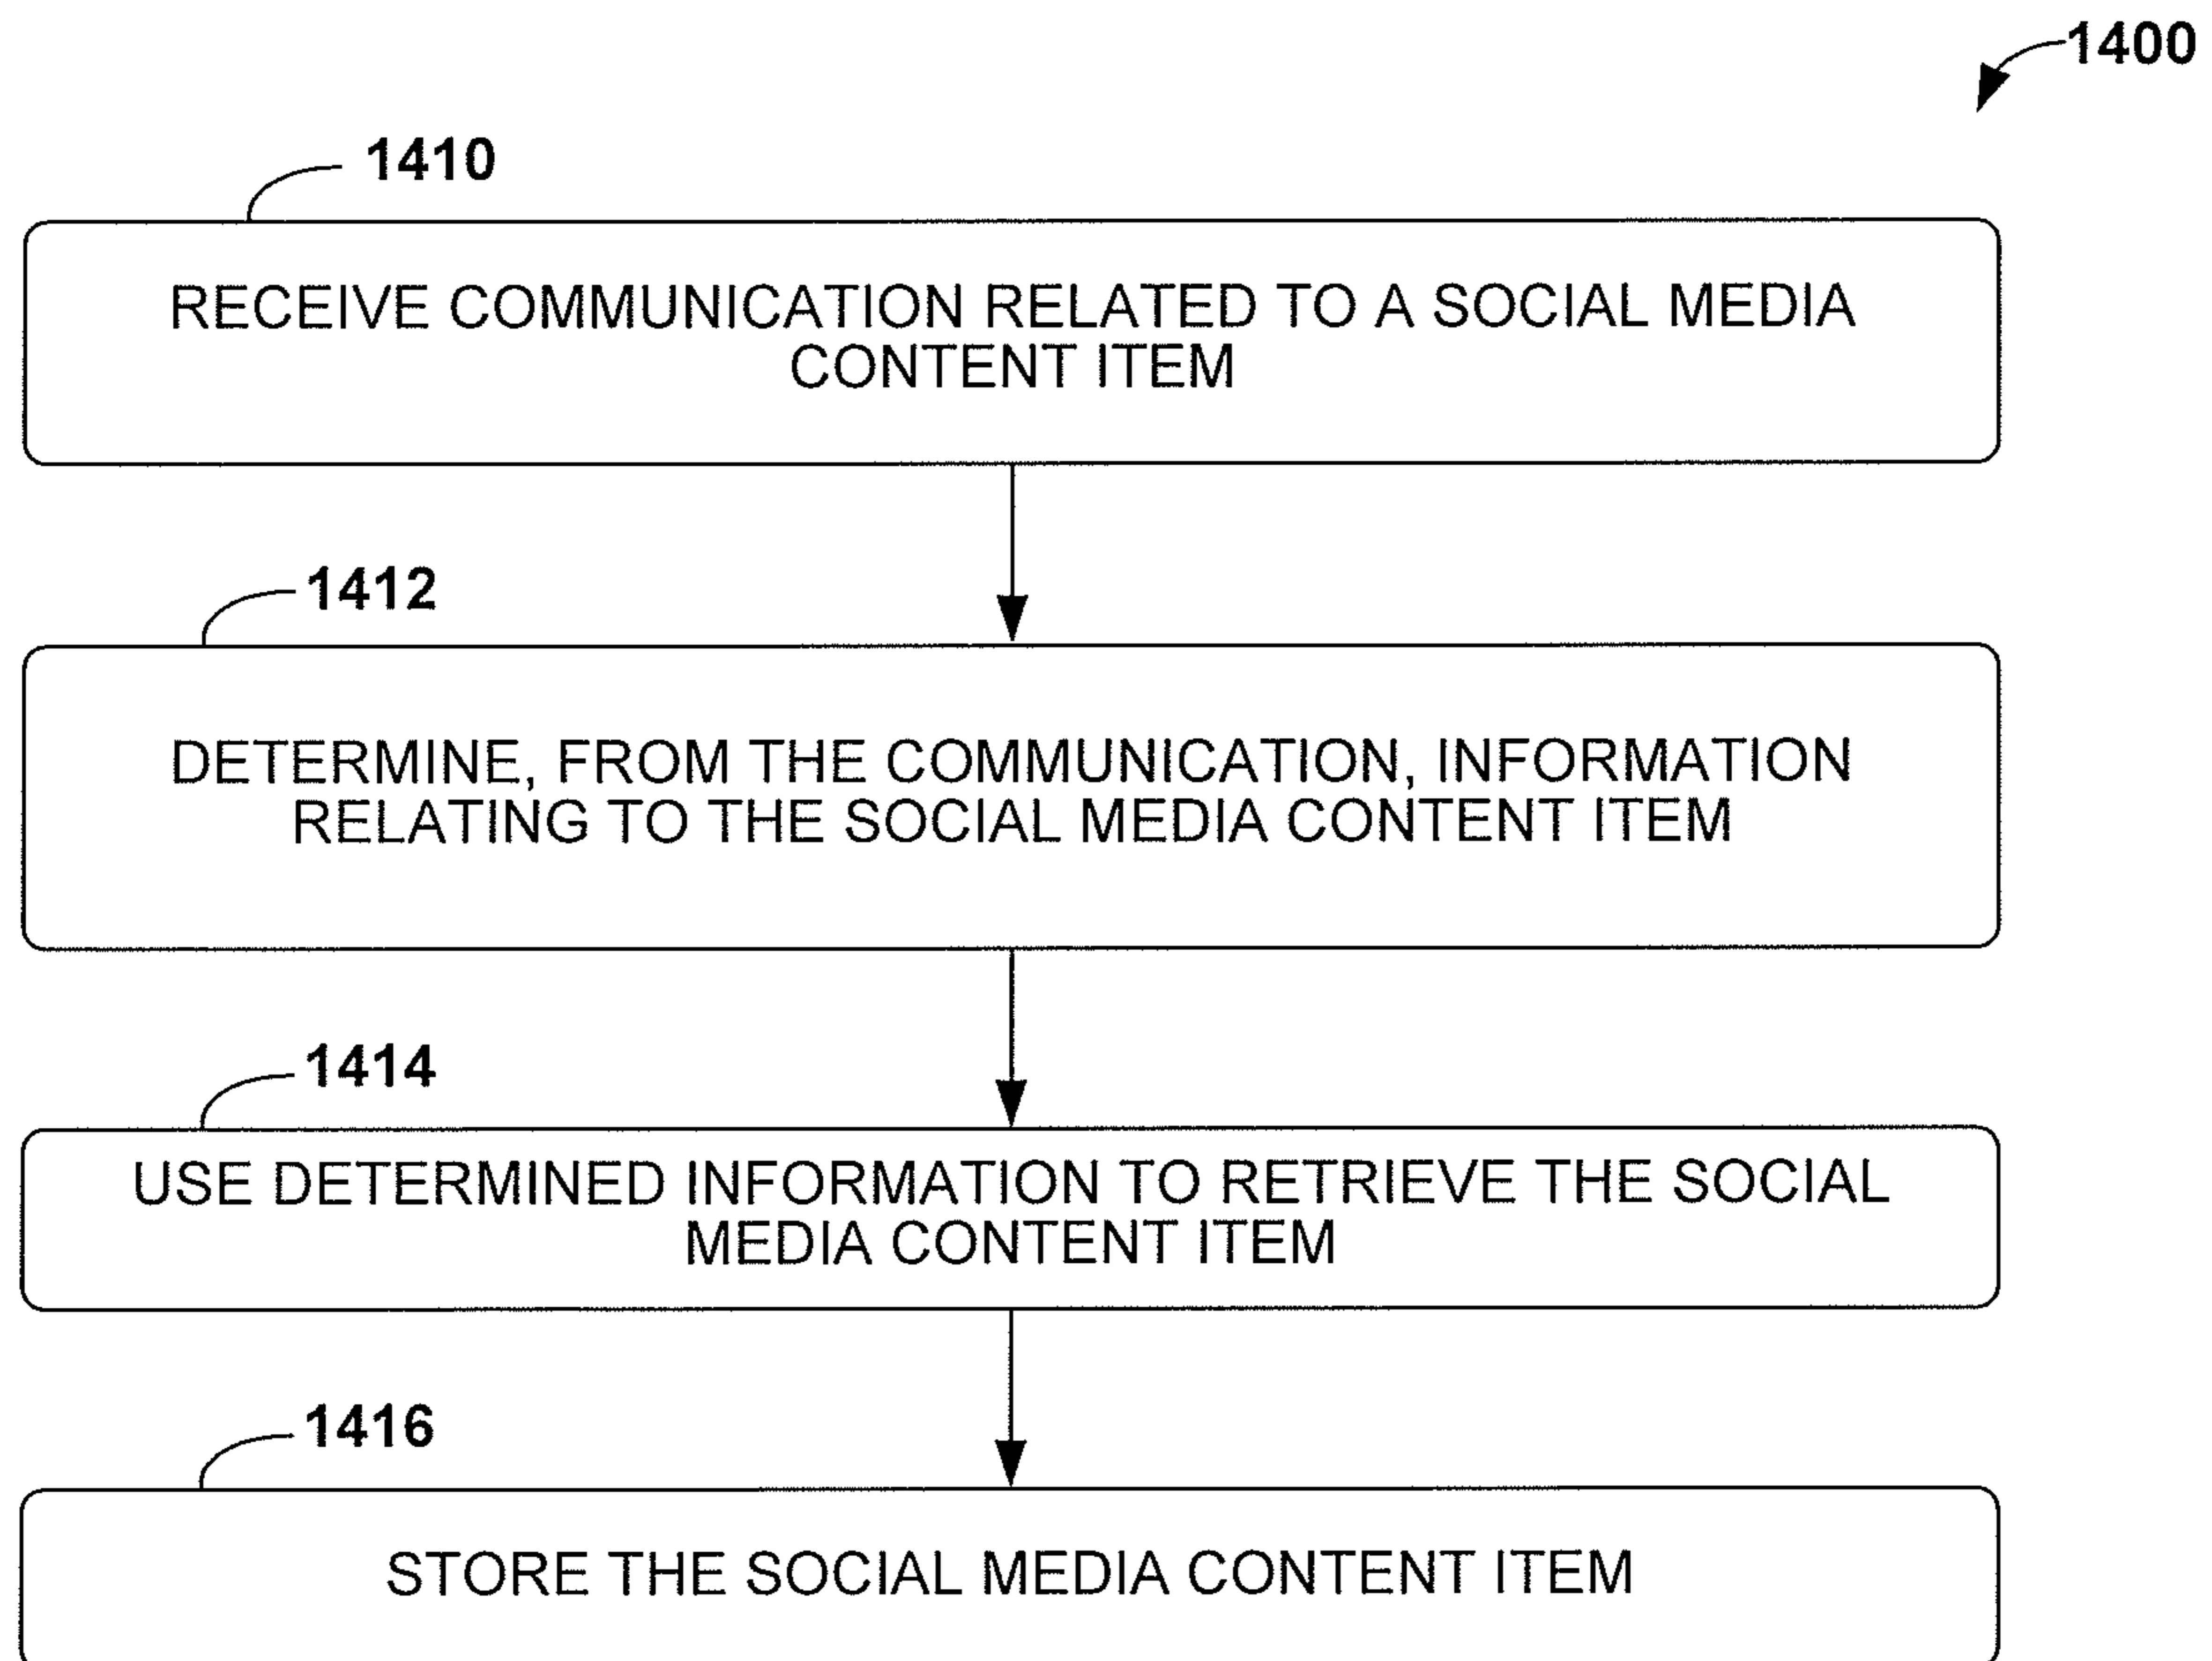 1400
1410
RECEIVE COMMUNICATION RELATED TO A SOCIAL MEDIA
CONTENT ITEM
1412
DETERMINE, FROM THE COMMUNICATION, INFORMATION
RELATING TO THE SOCIAL MEDIA CONTENT ITEM
1414
USE DETERMINED INFORMATION TO RETRIEVE THE SOCIAL
MEDIA CONTENT ITEM
1416
STORE THE SOCIAL MEDIA CONTENT ITEM